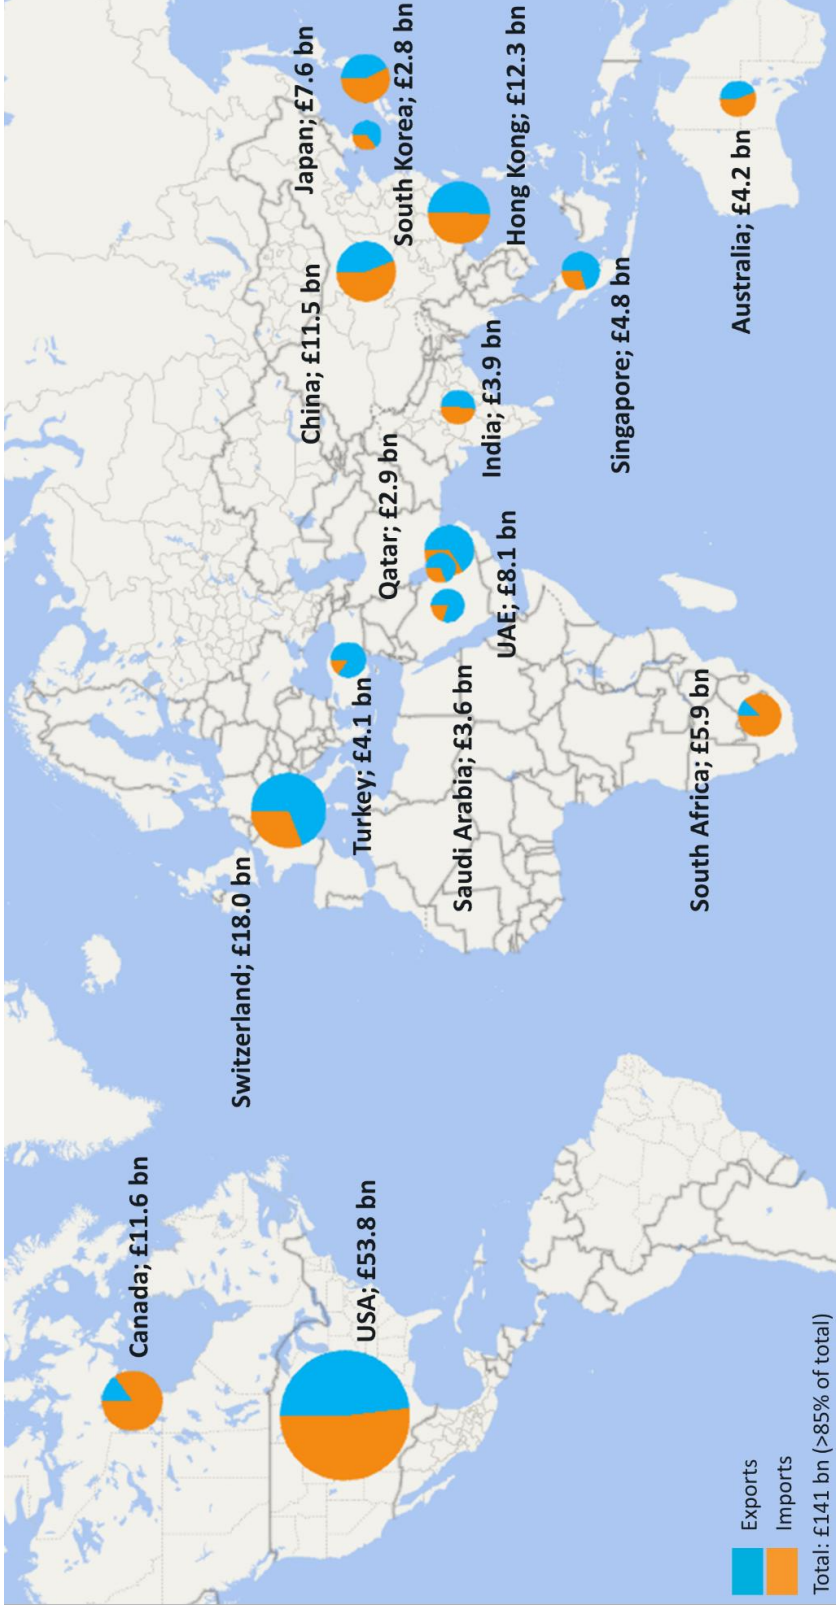 Canada; £11.6 bn
USA; £53.8 bn
Switzerland; £18.0 bn
Turkey; £4.1 bn
Saudi Arabia; £3.6 bn
South Africa; £5.9 bn
Qatar; £2.9 bn
UAE; £8.1 bn
China; £11.5 bn
India; £3.9 bn
Japan; £7.6 bn
South Korea; £2.8 bn
Hong Kong; £12.3 bn
Singapore; £4.8 bn
Australia; £4.2 bn
Exports
Imports
Total: £141 bn (>85% of total)